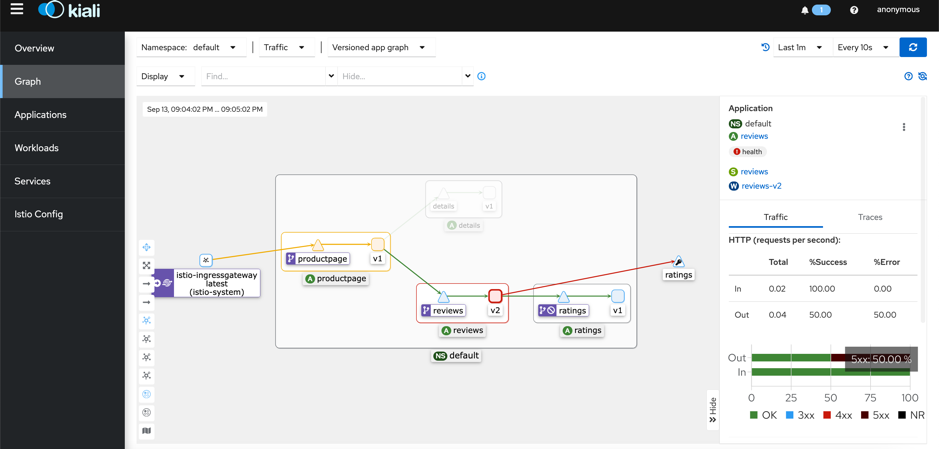 kiali
1
anonymous
Overview
Graph
Applications
Workloads
Services
Istio Config
Namespace: default
Traffic
Versioned app graph
Last 1m
Every 10s
Display
Find...
Hide...
Sep 13, 09:04:02 PM ... 09:05:02 PM
details
v1
A details
productpage
v1
A productpage
istio-ingressgateway
latest
(istio-system)
reviews
v2
A reviews
ratings
v1
A ratings
ratings
NS default
Hide
Application
NS default
A reviews
health
S reviews
W reviews-v2
Traffic
Traces
HTTP (requests per second):
Total %Success %Error
In 0.02 100.00 0.00
Out 0.04 50.00 50.00
Out
5xx: 50.00 %
In
0 25 50 75 100
OK 3xx 4xx 5xx NR